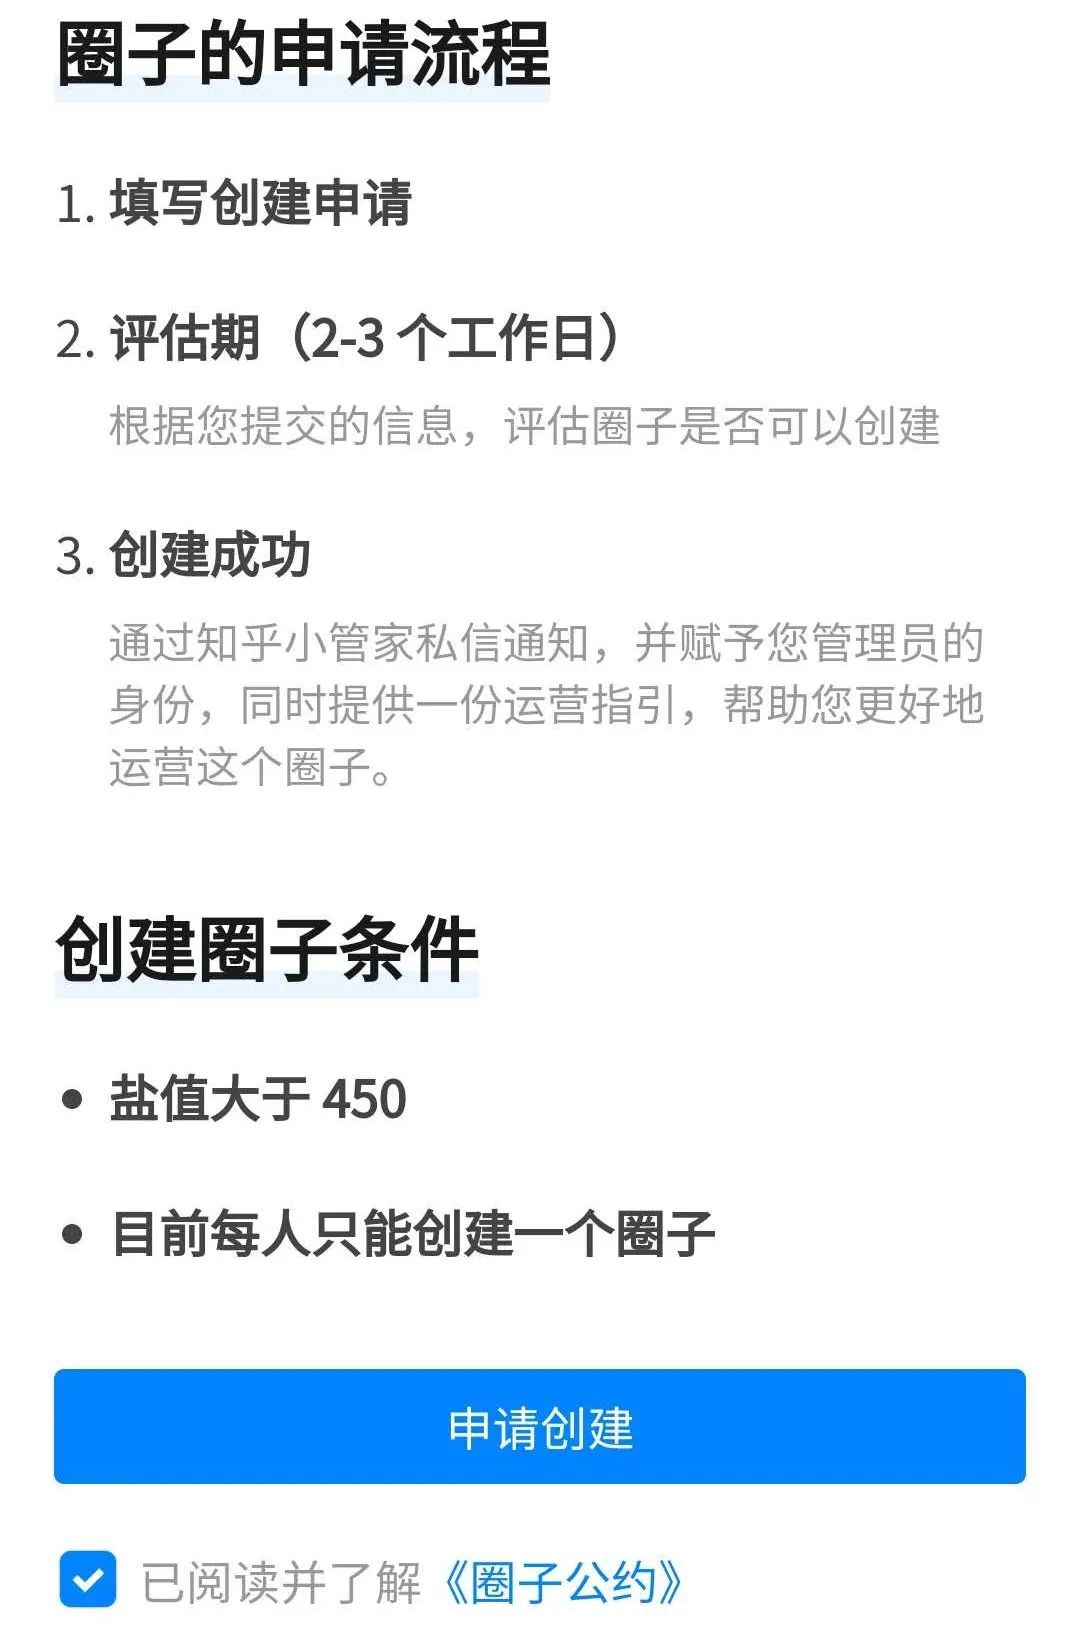 圈子的申请流程
1. 填写创建申请
2. 评估期（2-3 个工作日）
根据您提交的信息，评估圈子是否可以创建
3. 创建成功
通过知乎小管家私信通知，并赋予您管理员的
身份，同时提供一份运营指引，帮助您更好地
运营这个圈子。
创建圈子条件
• 盐值大于 450
• 目前每人只能创建一个圈子
申请创建
已阅读并了解《圈子公约》